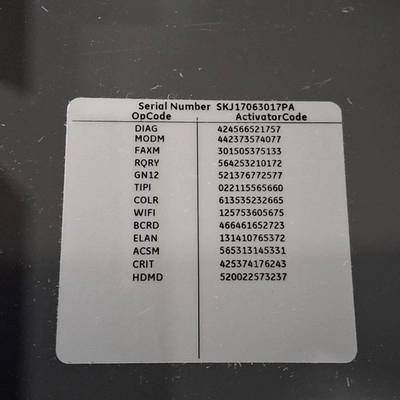 Serial Number SKJ17063017PA
OpCode ActivatorCode
DIAG 424566521757
MODM 442373574077
FAXM 301505375133
RQRY 564253210172
GN12 521376772577
TIPI 022115565660
COLR 613535232665
WIFI 125753605675
BCRD 466461652723
ELAN 131410765372
ACSM 565313145331
CRIT 425374176243
HDMD 520022573237